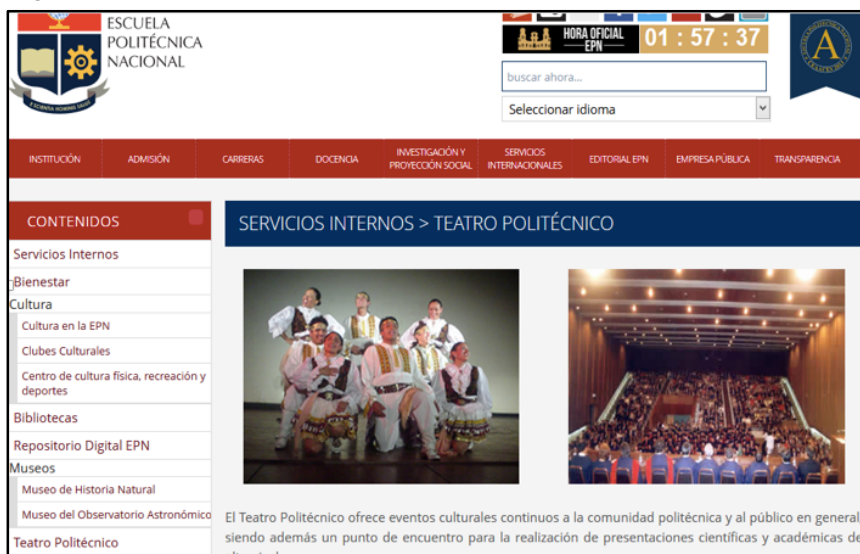 ESCUELA
POLITÉCNICA
NACIONAL
E SCIENTIA HOMINIS SALUS
HORA OFICIAL
EPN
01 : 57 : 37
buscar ahora...
Seleccionar idioma
A
INSTITUCIÓN
ADMISIÓN
CARRERAS
DOCENCIA
INVESTIGACIÓN Y
PROYECCIÓN SOCIAL
SERVICIOS
INTERNACIONALES
EDITORIAL EPN
EMPRESA PÚBLICA
TRANSPARENCIA
CONTENIDOS
Servicios Internos
Bienestar
Cultura
Cultura en la EPN
Clubes Culturales
Centro de cultura física, recreación y
deportes
Bibliotecas
Repositorio Digital EPN
Museos
Museo de Historia Natural
Museo del Observatorio Astronómico
Teatro Politécnico
SERVICIOS INTERNOS > TEATRO POLITÉCNICO
El Teatro Politécnico ofrece eventos culturales continuos a la comunidad politécnica y al público en general,
siendo además un punto de encuentro para la realización de presentaciones científicas y académicas de